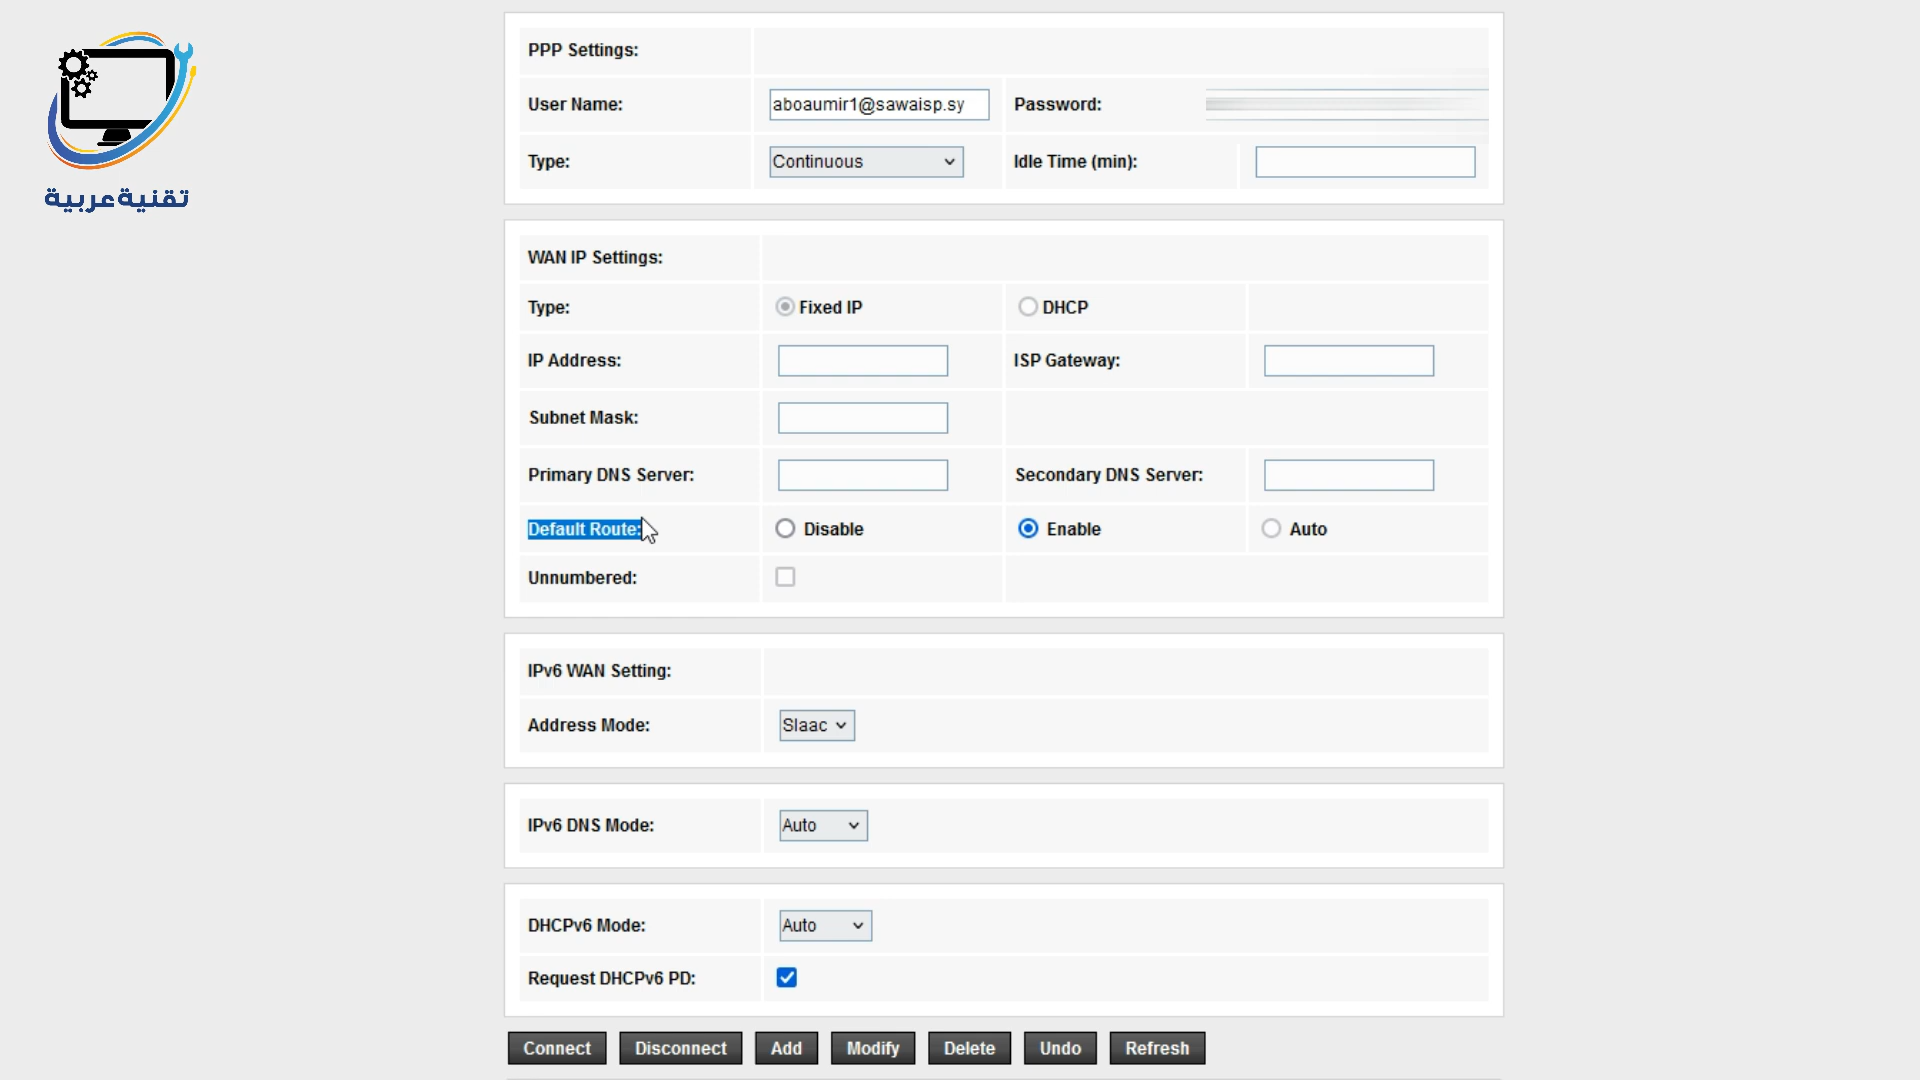 تقنية عربية
PPP Settings:
User Name: aboaumir1@sawaisp.sy Password:
Type: Continuous Idle Time (min):
WAN IP Settings:
Type: Fixed IP DHCP
IP Address: ISP Gateway:
Subnet Mask:
Primary DNS Server: Secondary DNS Server:
Default Route: Disable Enable Auto
Unnumbered:
IPv6 WAN Setting:
Address Mode: Slaac
IPv6 DNS Mode: Auto
DHCPv6 Mode: Auto
Request DHCPv6 PD:
Connect Disconnect Add Modify Delete Undo Refresh